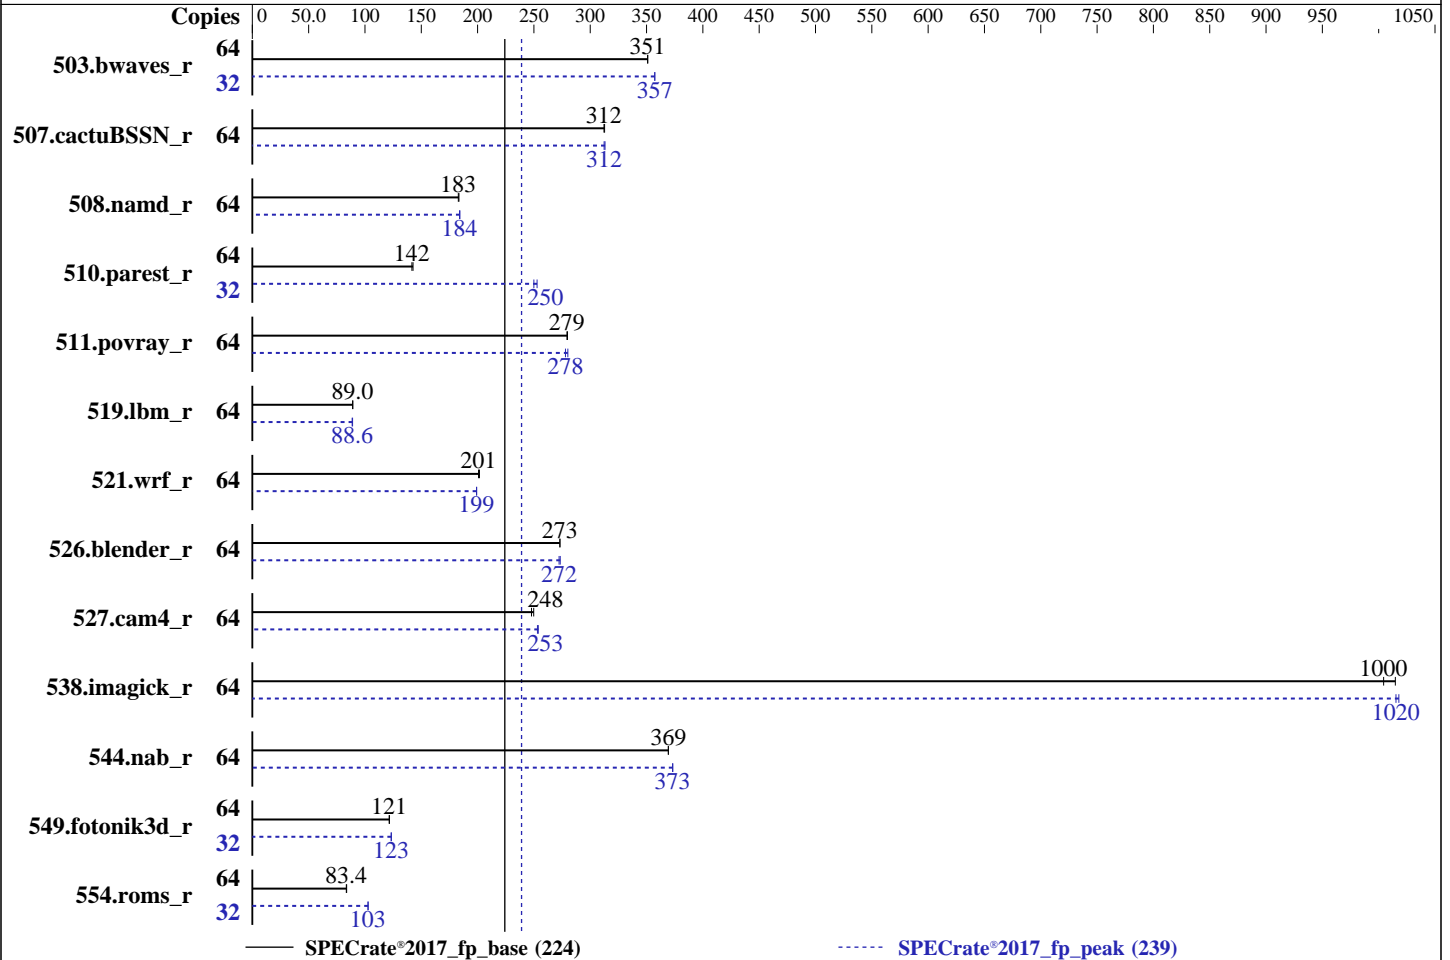 Copies 0 50.0 100 150 200 250 300 350 400 450 500 550 600 650 700 750 800 850 900 950 1050
503.bwaves_r 64 351
32 357
507.cactuBSSN_r 64 312
312
508.namd_r 64 183
184
510.parest_r 64 142
32 250
511.povray_r 64 279
278
519.lbm_r 64 89.0
88.6
521.wrf_r 64 201
199
526.blender_r 64 273
272
527.cam4_r 64 248
253
538.imagick_r 64 1000
1020
544.nab_r 64 369
373
549.fotonik3d_r 64 121
32 123
554.roms_r 64 83.4
32 103
SPECrate®2017_fp_base (224) SPECrate®2017_fp_peak (239)